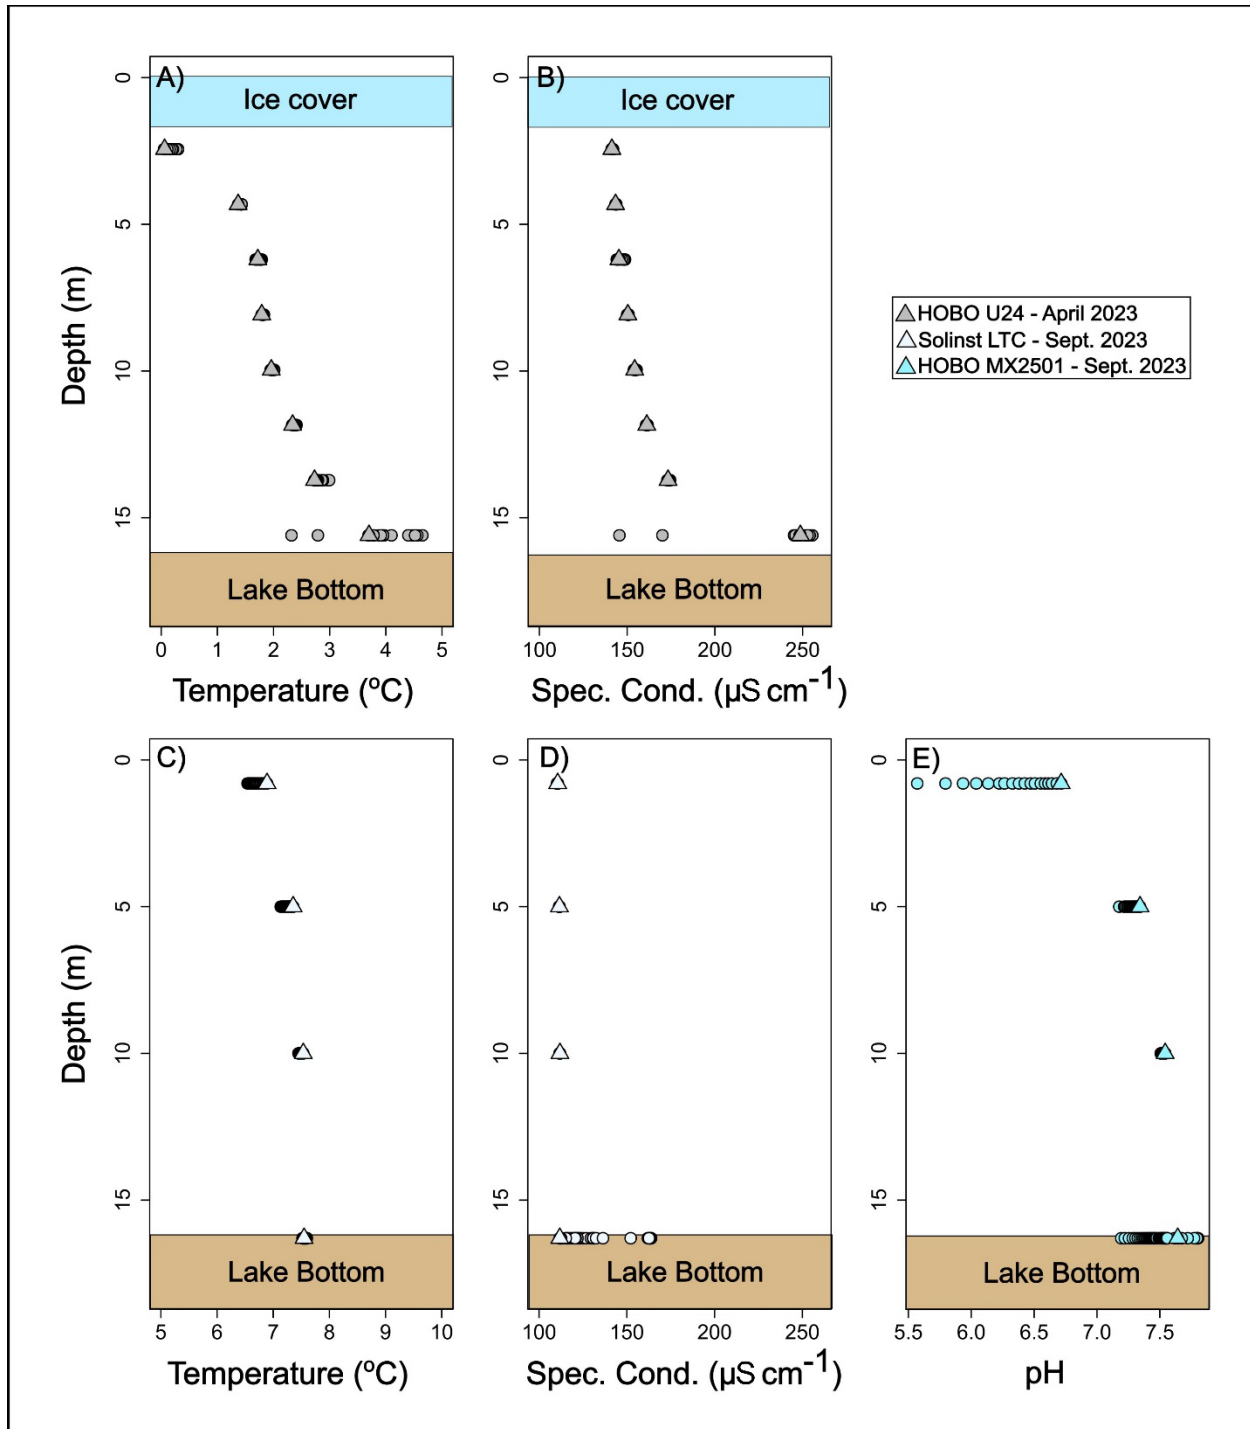 A)
Ice cover
B)
Ice cover
0
5
10
15
Depth (m)
Lake Bottom
Lake Bottom
0 1 2 3 4 5
100 150 200 250
Temperature (ºC)
Spec. Cond. (µS cm-1)
HOBO U24 - April 2023
Solinst LTC - Sept. 2023
HOBO MX2501 - Sept. 2023
C)
D)
E)
0
5
10
15
0
5
10
15
0
5
10
15
0
5
10
15
Depth (m)
Lake Bottom
Lake Bottom
Lake Bottom
5 6 7 8 9 10
100 150 200 250
5.5 6.0 6.5 7.0 7.5
Temperature (ºC)
Spec. Cond. (µS cm-1)
pH